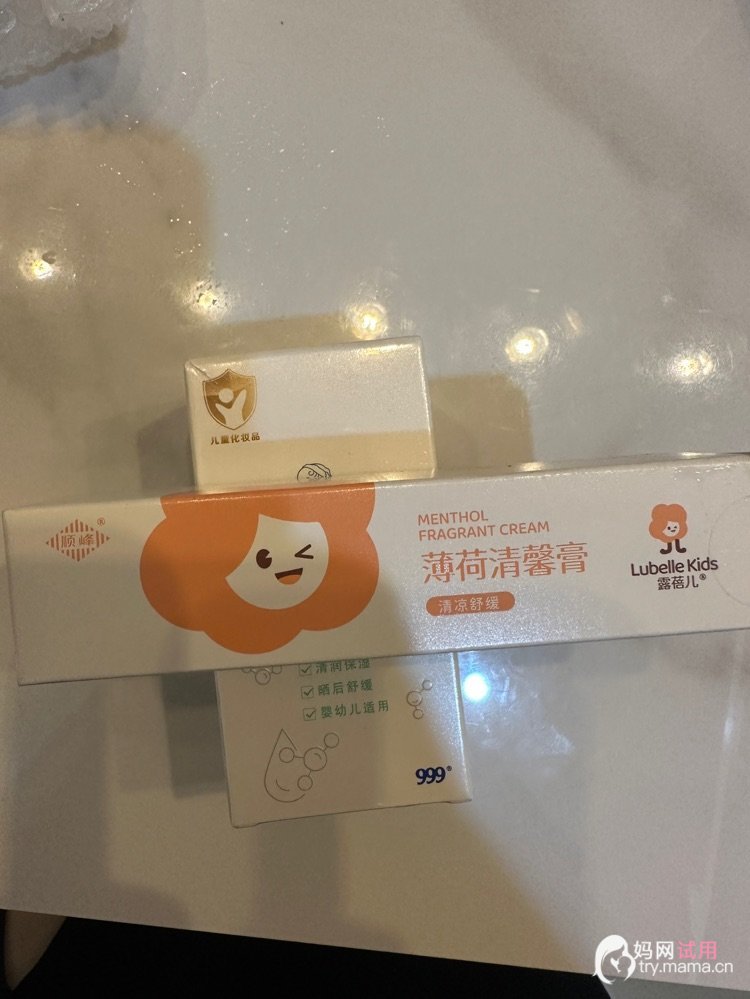 儿童化妆品
顺峰®
MENTHOL
FRAGRANT CREAM
薄荷清馨膏
清凉舒缓
Lubelle Kids
露蓓儿®
清润保湿
晒后舒缓
婴幼儿适用
999®
妈网试用
try.mama.cn